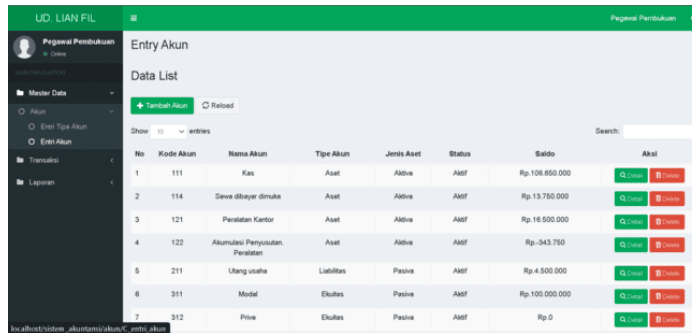 UD. LIAN FIL
Pegawai Pembukuan
Pegawai Pembukuan
Online
MAIN NAVIGATION
Master Data
Akun
Entri Tipe Akun
Entri Akun
Transaksi
Laporan
Entry Akun
Data List
Tambah Akun Reload
Show 10 entries Search:
No Kode Akun Nama Akun Tipe Akun Jenis Aset Status Saldo Aksi
1 111 Kas Aset Aktiva Aktif Rp.106.650.000 Detail Delete
2 114 Sewa dibayar dimuka Aset Aktiva Aktif Rp.13.750.000 Detail Delete
3 121 Peralatan Kantor Aset Aktiva Aktif Rp.16.500.000 Detail Delete
4 122 Akumulasi Penyusutan. Aset Aktiva Aktif Rp.-343.750 Detail Delete
Peralatan
5 211 Utang usaha Liabilitas Pasiva Aktif Rp.4.500.000 Detail Delete
6 311 Modal Ekuitas Pasiva Aktif Rp.100.000.000 Detail Delete
7 312 Prive Ekuitas Pasiva Aktif Rp.0 Detail Delete
localhost/sistem_akuntansi/akun/C_entri_akun